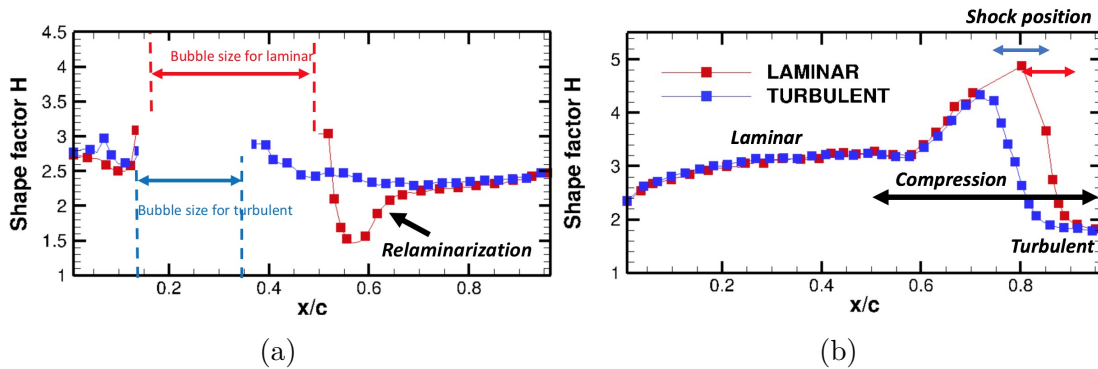 4.5
4
3.5
3
2.5
2
1.5
1
Shape factor H
Bubble size for laminar
Bubble size for turbulent
Relaminarization
0.2
0.4
0.6
0.8
x/c
(a)
Shock position
5
4
3
2
1
Shape factor H
LAMINAR
TURBULENT
Laminar
Compression
Turbulent
0.2
0.4
0.6
0.8
x/c
(b)